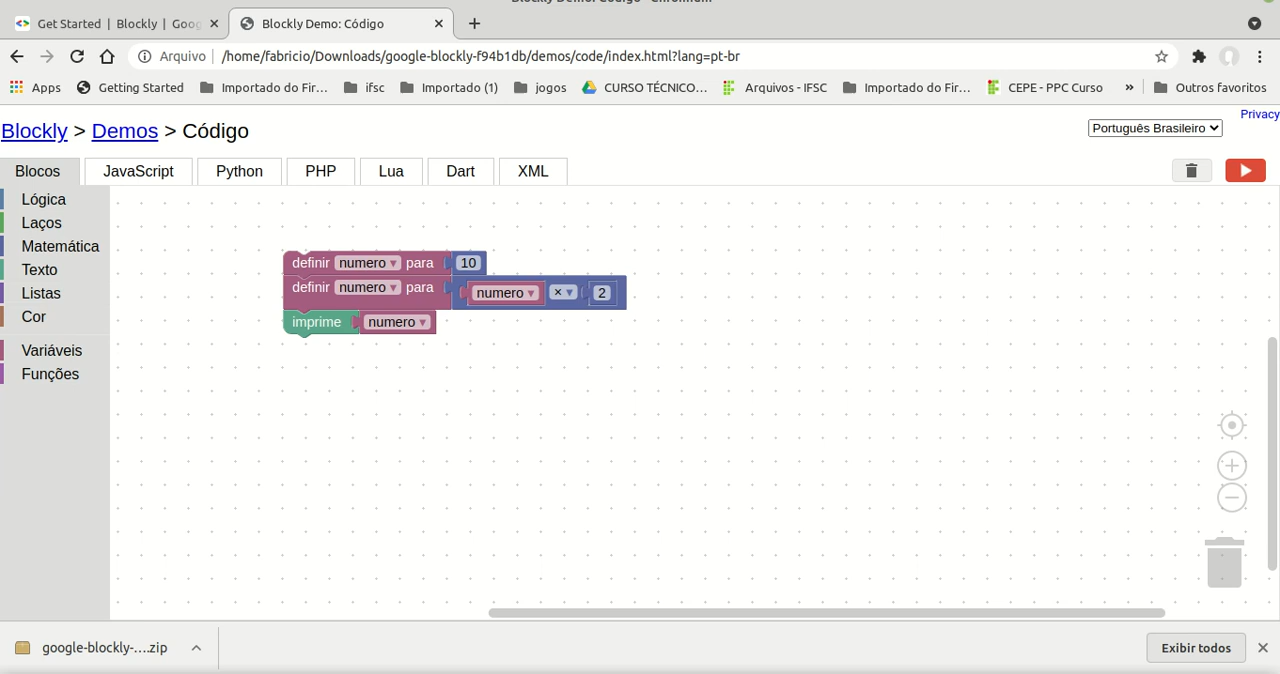 Get Started | Blockly | Goog
Blockly Demo: Código
Arquivo
/home/fabricio/Downloads/google-blockly-f94b1db/demos/code/index.html?lang=pt-br
Apps
Getting Started
Importado do Fir...
ifsc
Importado (1)
jogos
CURSO TÉCNICO...
Arquivos - IFSC
Importado do Fir...
CEPE - PPC Curso
»
Outros favoritos
Privacy
Blockly > Demos > Código
Português Brasileiro
Blocos
JavaScript
Python
PHP
Lua
Dart
XML
Lógica
Laços
Matemática
Texto
Listas
Cor
Variáveis
Funções
definir numero para 10
definir numero para numero × 2
imprime numero
google-blockly-....zip
Exibir todos